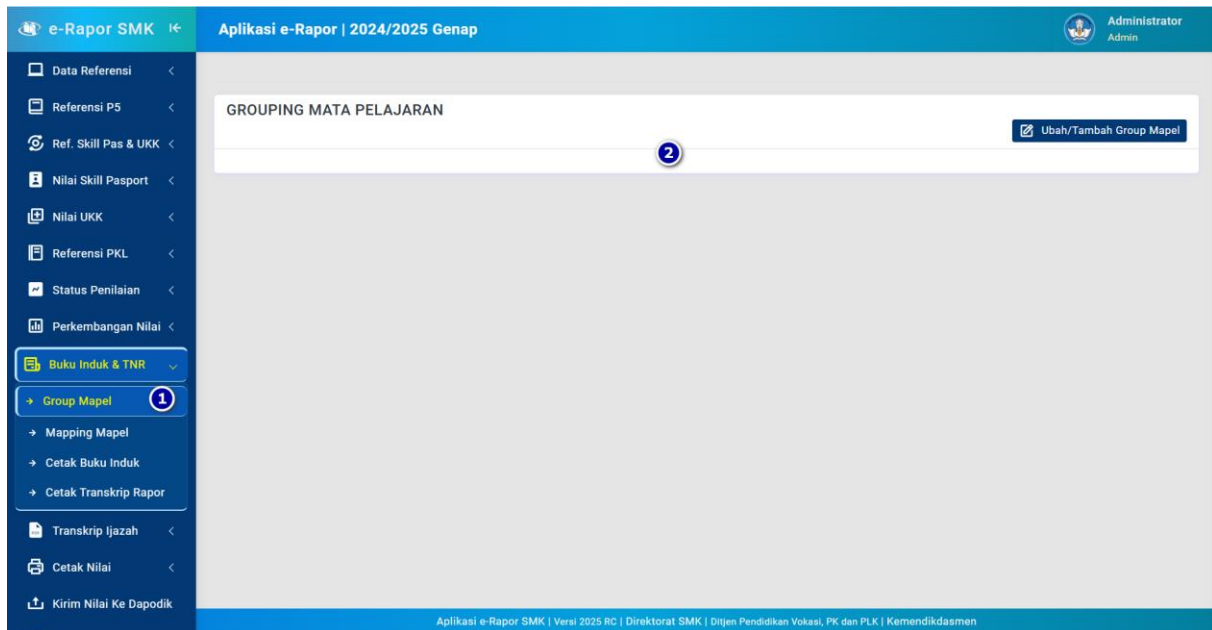 e-Rapor SMK
Aplikasi e-Rapor | 2024/2025 Genap
Administrator
Admin
Data Referensi
Referensi P5
Ref. Skill Pas & UKK
Nilai Skill Pasport
Nilai UKK
Referensi PKL
Status Penilaian
Perkembangan Nilai
Buku Induk & TNR
Group Mapel
1
Mapping Mapel
Cetak Buku Induk
Cetak Transkrip Rapor
Transkrip Ijazah
Cetak Nilai
Kirim Nilai Ke Dapodik
GROUPING MATA PELAJARAN
Ubah/Tambah Group Mapel
2
Aplikasi e-Rapor SMK | Versi 2025 RC | Direktorat SMK | Ditjen Pendidikan Vokasi, PK dan PLK | Kemendikdasmen